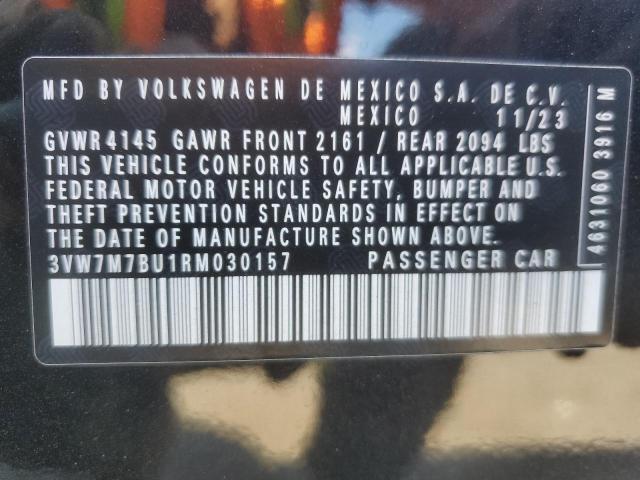 MFD BY VOLKSWAGEN DE MEXICO S.A. DE C.V.
MEXICO 11/23
GVWR 4145 GAWR FRONT 2161 / REAR 2094 LBS
THIS VEHICLE CONFORMS TO ALL APPLICABLE U.S.
FEDERAL MOTOR VEHICLE SAFETY, BUMPER AND
THEFT PREVENTION STANDARDS IN EFFECT ON
THE DATE OF MANUFACTURE SHOWN ABOVE.
3VW7M7BU1RM030157 PASSENGER CAR
4631060 3916 M